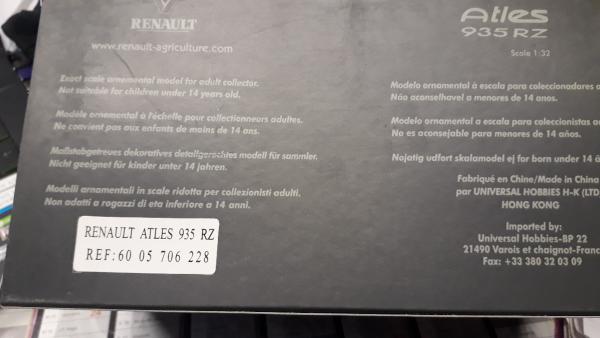 RENAULT
www.renault-agriculture.com
Exact scale ornemental model for adult collector.
Not suitable for children under 14 years old.
Modèle ornemental à l'échelle pour collectionneurs adultes.
Ne convient pas aux enfants de moins de 14 ans.
Maßstabgetreues dekoratives detailgerechtes modell für sammler.
Nicht geeignet für kinder unter 14 jahren.
Modelli ornamentali in scale ridotta per collezionisti adulti.
Non adatti a ragazzi di eta inferiore a 14 anni.
RENAULT ATLES 935 RZ
REF:60 05 706 228
Atles
935 RZ
Scale 1:32
Modelo ornamental à escala para coleccionadores
Não aconselhavel a menores de 14 anos.
Modelo ornamental a escala para coleccionistas
No es aconsejable para menores de 14 años.
Nøjatig udfort skalamodel ej for born under 14
Fabriqué en Chine/Made in China
par UNIVERSAL HOBBIES H-K (LTD
HONG KONG
Imported by:
Universal Hobbies-BP 22
21490 Varois et chaignot-Franc
Fax: +33 380 32 03 09